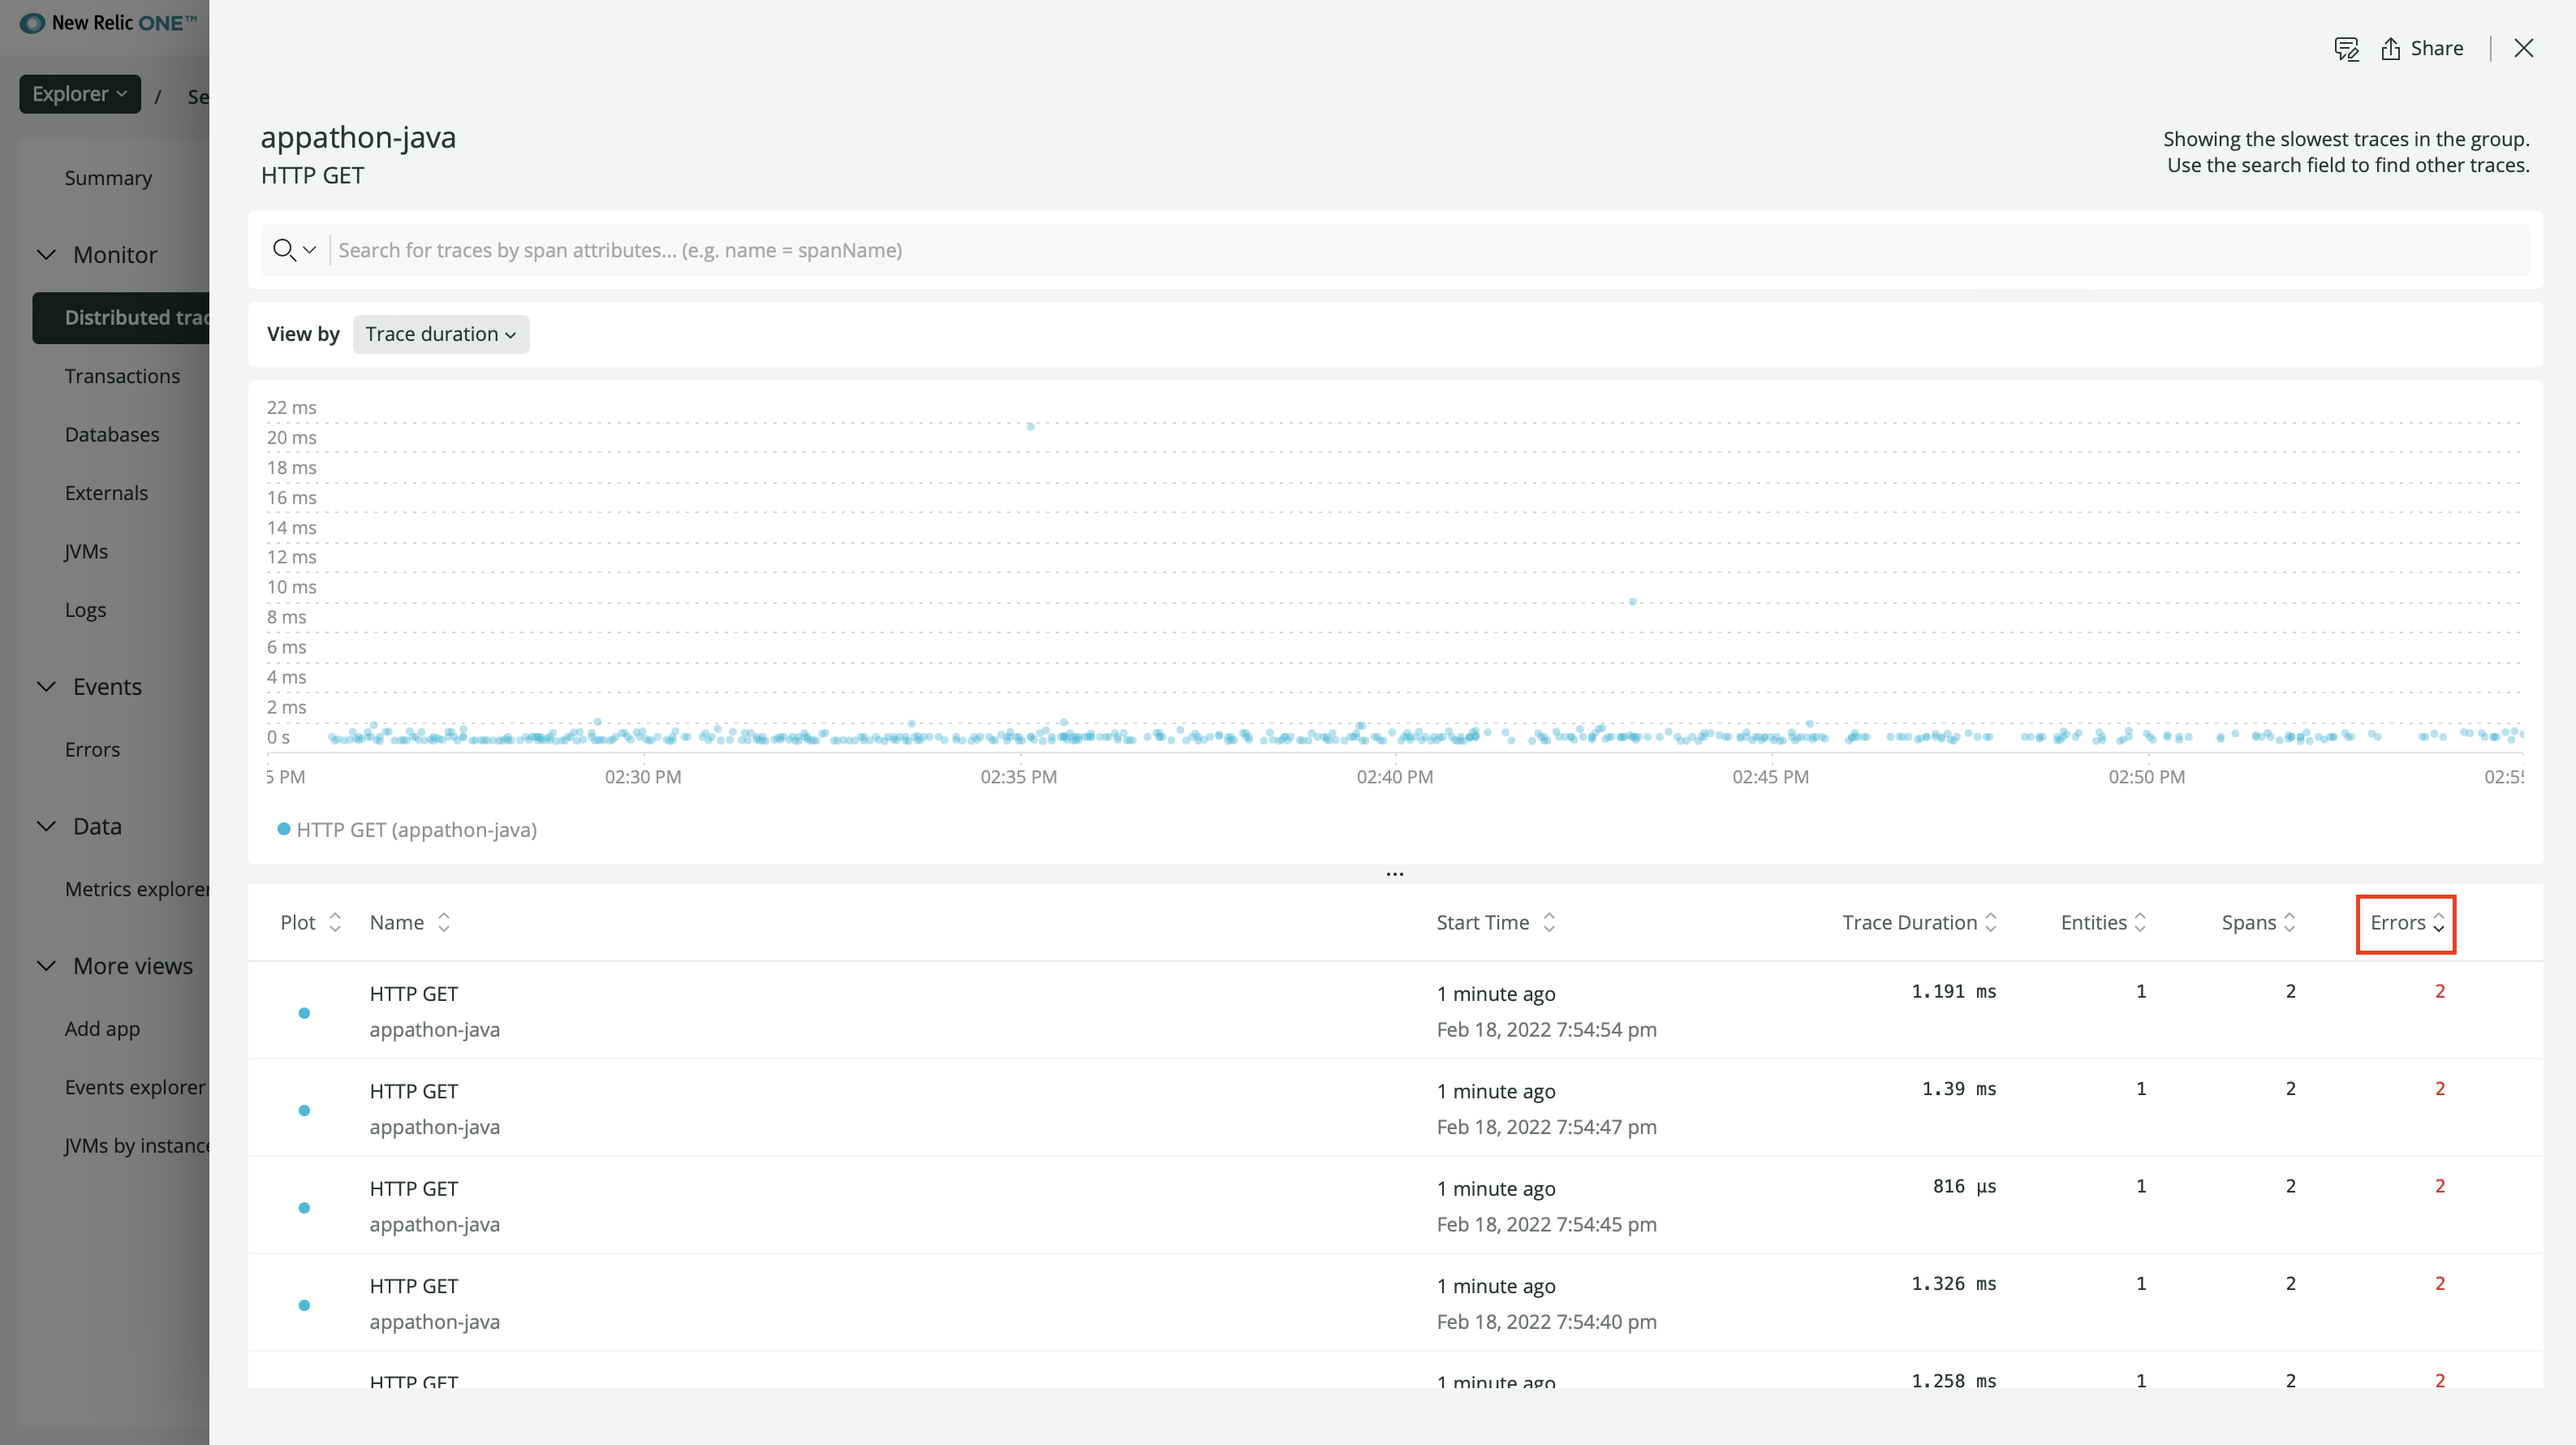 New Relic ONE™
Share
Explorer / Se
appathon-java
HTTP GET
Showing the slowest traces in the group.
Use the search field to find other traces.
Summary
Monitor
Distributed trac
Transactions
Databases
Externals
JVMs
Logs
Events
Errors
Data
Metrics explorer
More views
Add app
Events explorer
JVMs by instance
Search for traces by span attributes... (e.g. name = spanName)
View by Trace duration
22 ms
20 ms
18 ms
16 ms
14 ms
12 ms
10 ms
8 ms
6 ms
4 ms
2 ms
0 s
5 PM 02:30 PM 02:35 PM 02:40 PM 02:45 PM 02:50 PM 02:55
HTTP GET (appathon-java)
...
Plot Name Start Time Trace Duration Entities Spans Errors
HTTP GET 1 minute ago 1.191 ms 1 2 2
appathon-java Feb 18, 2022 7:54:54 pm
HTTP GET 1 minute ago 1.39 ms 1 2 2
appathon-java Feb 18, 2022 7:54:47 pm
HTTP GET 1 minute ago 816 µs 1 2 2
appathon-java Feb 18, 2022 7:54:45 pm
HTTP GET 1 minute ago 1.326 ms 1 2 2
appathon-java Feb 18, 2022 7:54:40 pm
HTTP GET 1 minute ago 1.258 ms 1 2 2